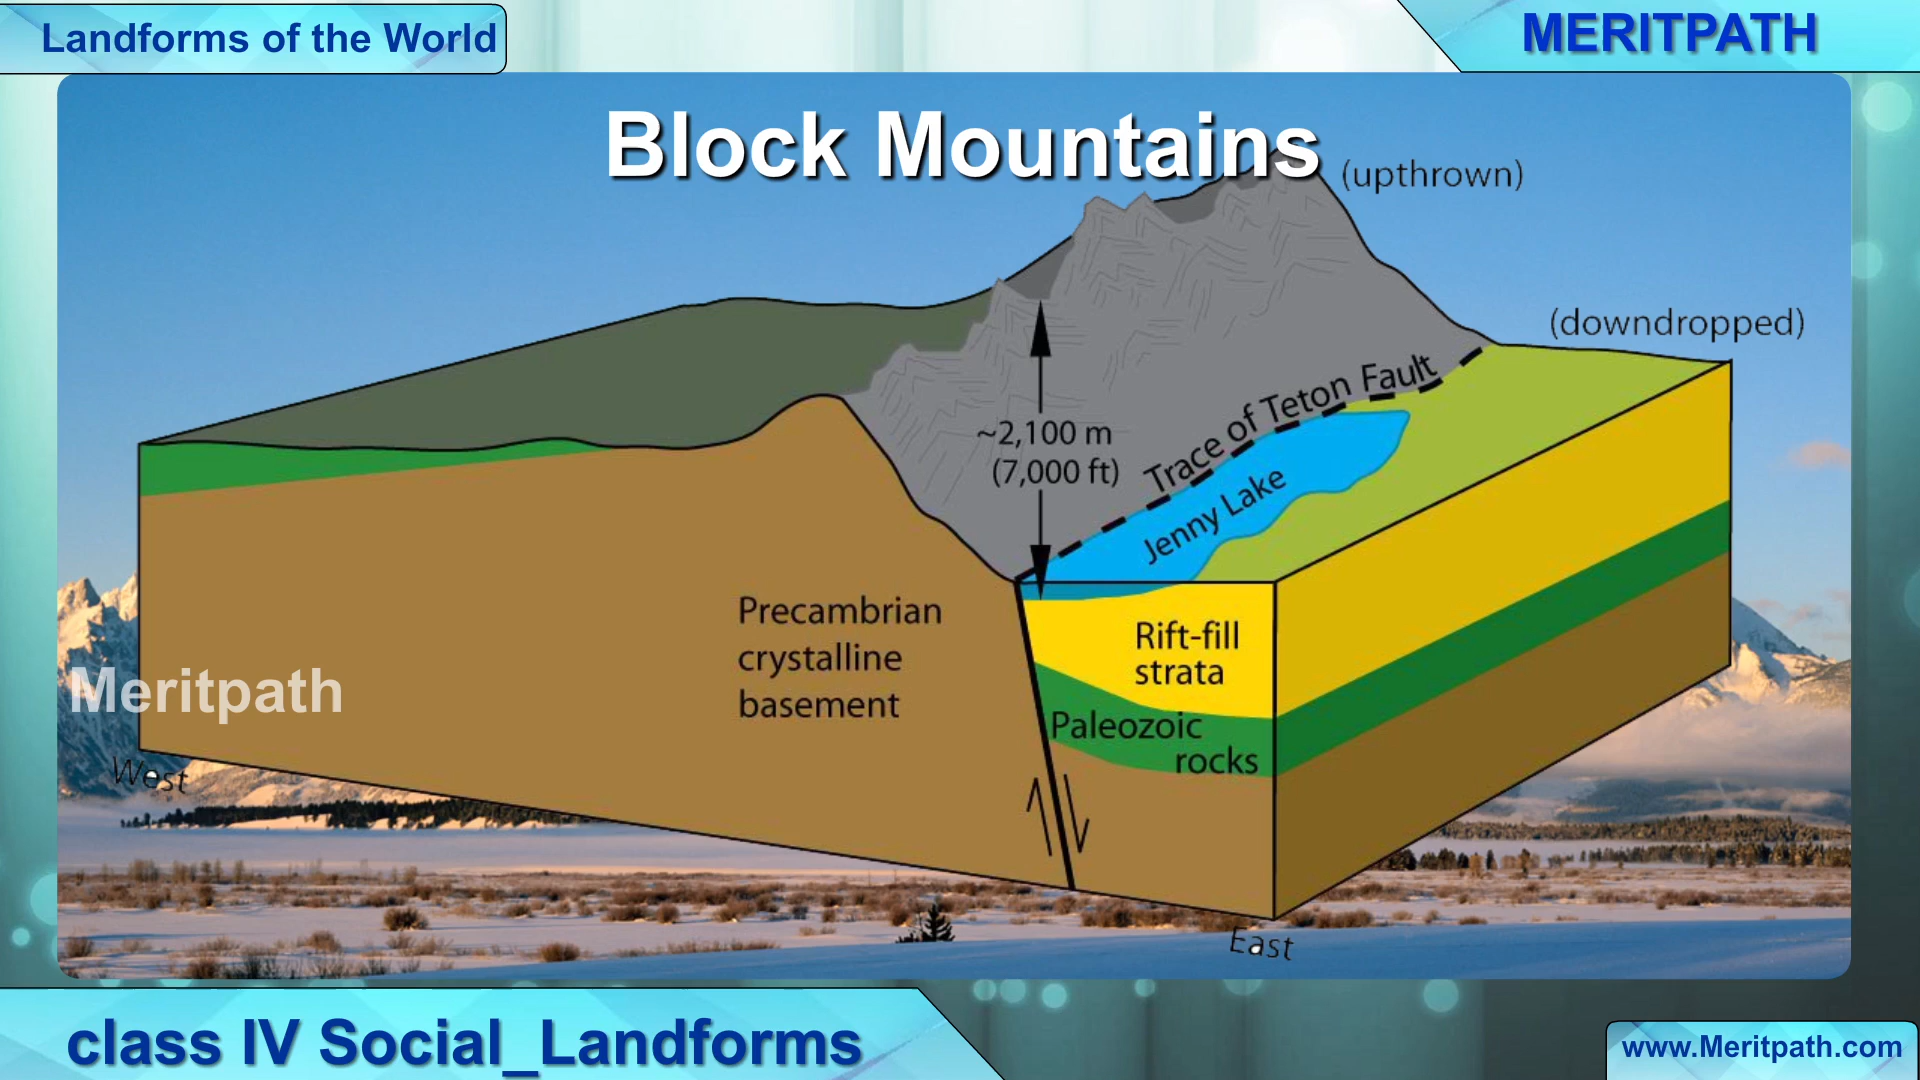 Landforms of the World
MERITPATH
Block Mountains
(upthrown)
(downdropped)
Trace of Teton Fault
~2,100 m
(7,000 ft)
Jenny Lake
Precambrian
crystalline
basement
Rift-fill
strata
Paleozoic
rocks
Meritpath
West
East
class IV Social_Landforms
www.Meritpath.com